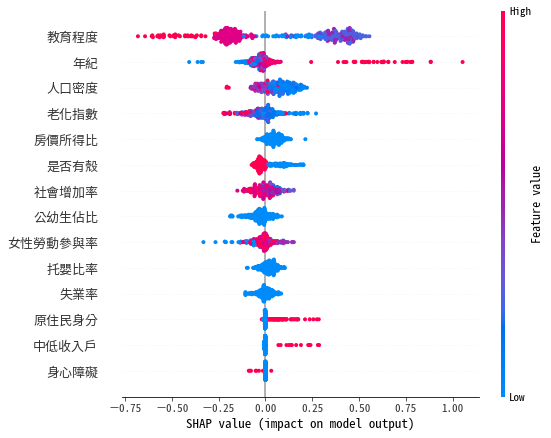 High
教育程度
年紀
人口密度
老化指數
房價所得比
是否有殼
社會增加率
公幼生佔比
女性勞動參與率
托嬰比率
失業率
原住民身分
中低收入戶
身心障礙
Feature value
Low
−0.75 −0.50 −0.25 0.00 0.25 0.50 0.75 1.00
SHAP value (impact on model output)